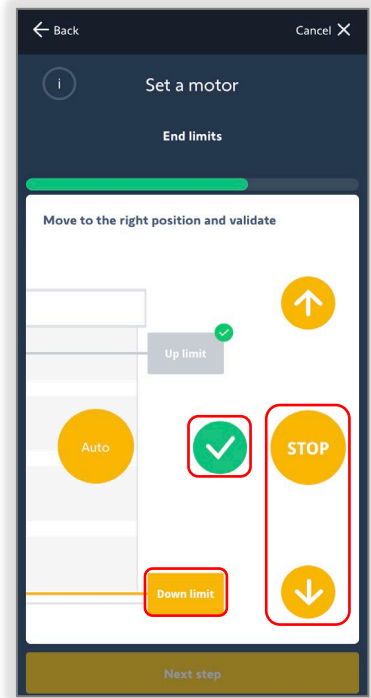 Back
Cancel
i
Set a motor
End limits
Move to the right position and validate
Up limit
Auto
STOP
Down limit
Next step